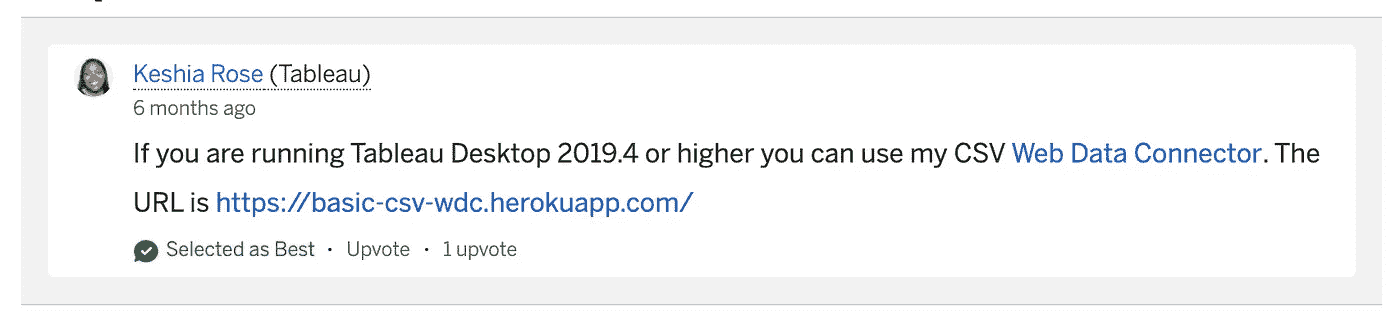 Keshia Rose (Tableau)
6 months ago
If you are running Tableau Desktop 2019.4 or higher you can use my CSV Web Data Connector. The
URL is https://basic-csv-wdc.herokuapp.com/
Selected as Best · Upvote · 1 upvote